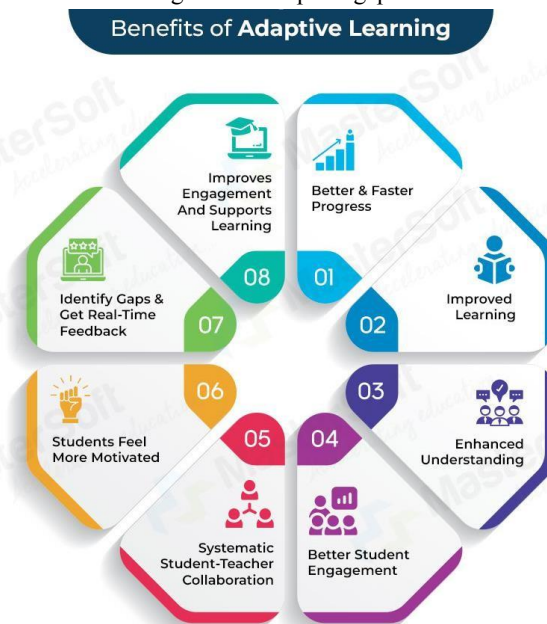 Benefits of Adaptive Learning
Better & Faster
Progress
01
Improved
Learning
02
03
Enhanced
Understanding
04
Better Student
Engagement
05
Systematic
Student-Teacher
Collaboration
06
Students Feel
More Motivated
Identify Gaps &
Get Real-Time
Feedback
07
Improves
Engagement
And Supports
Learning
08
MasterSoft